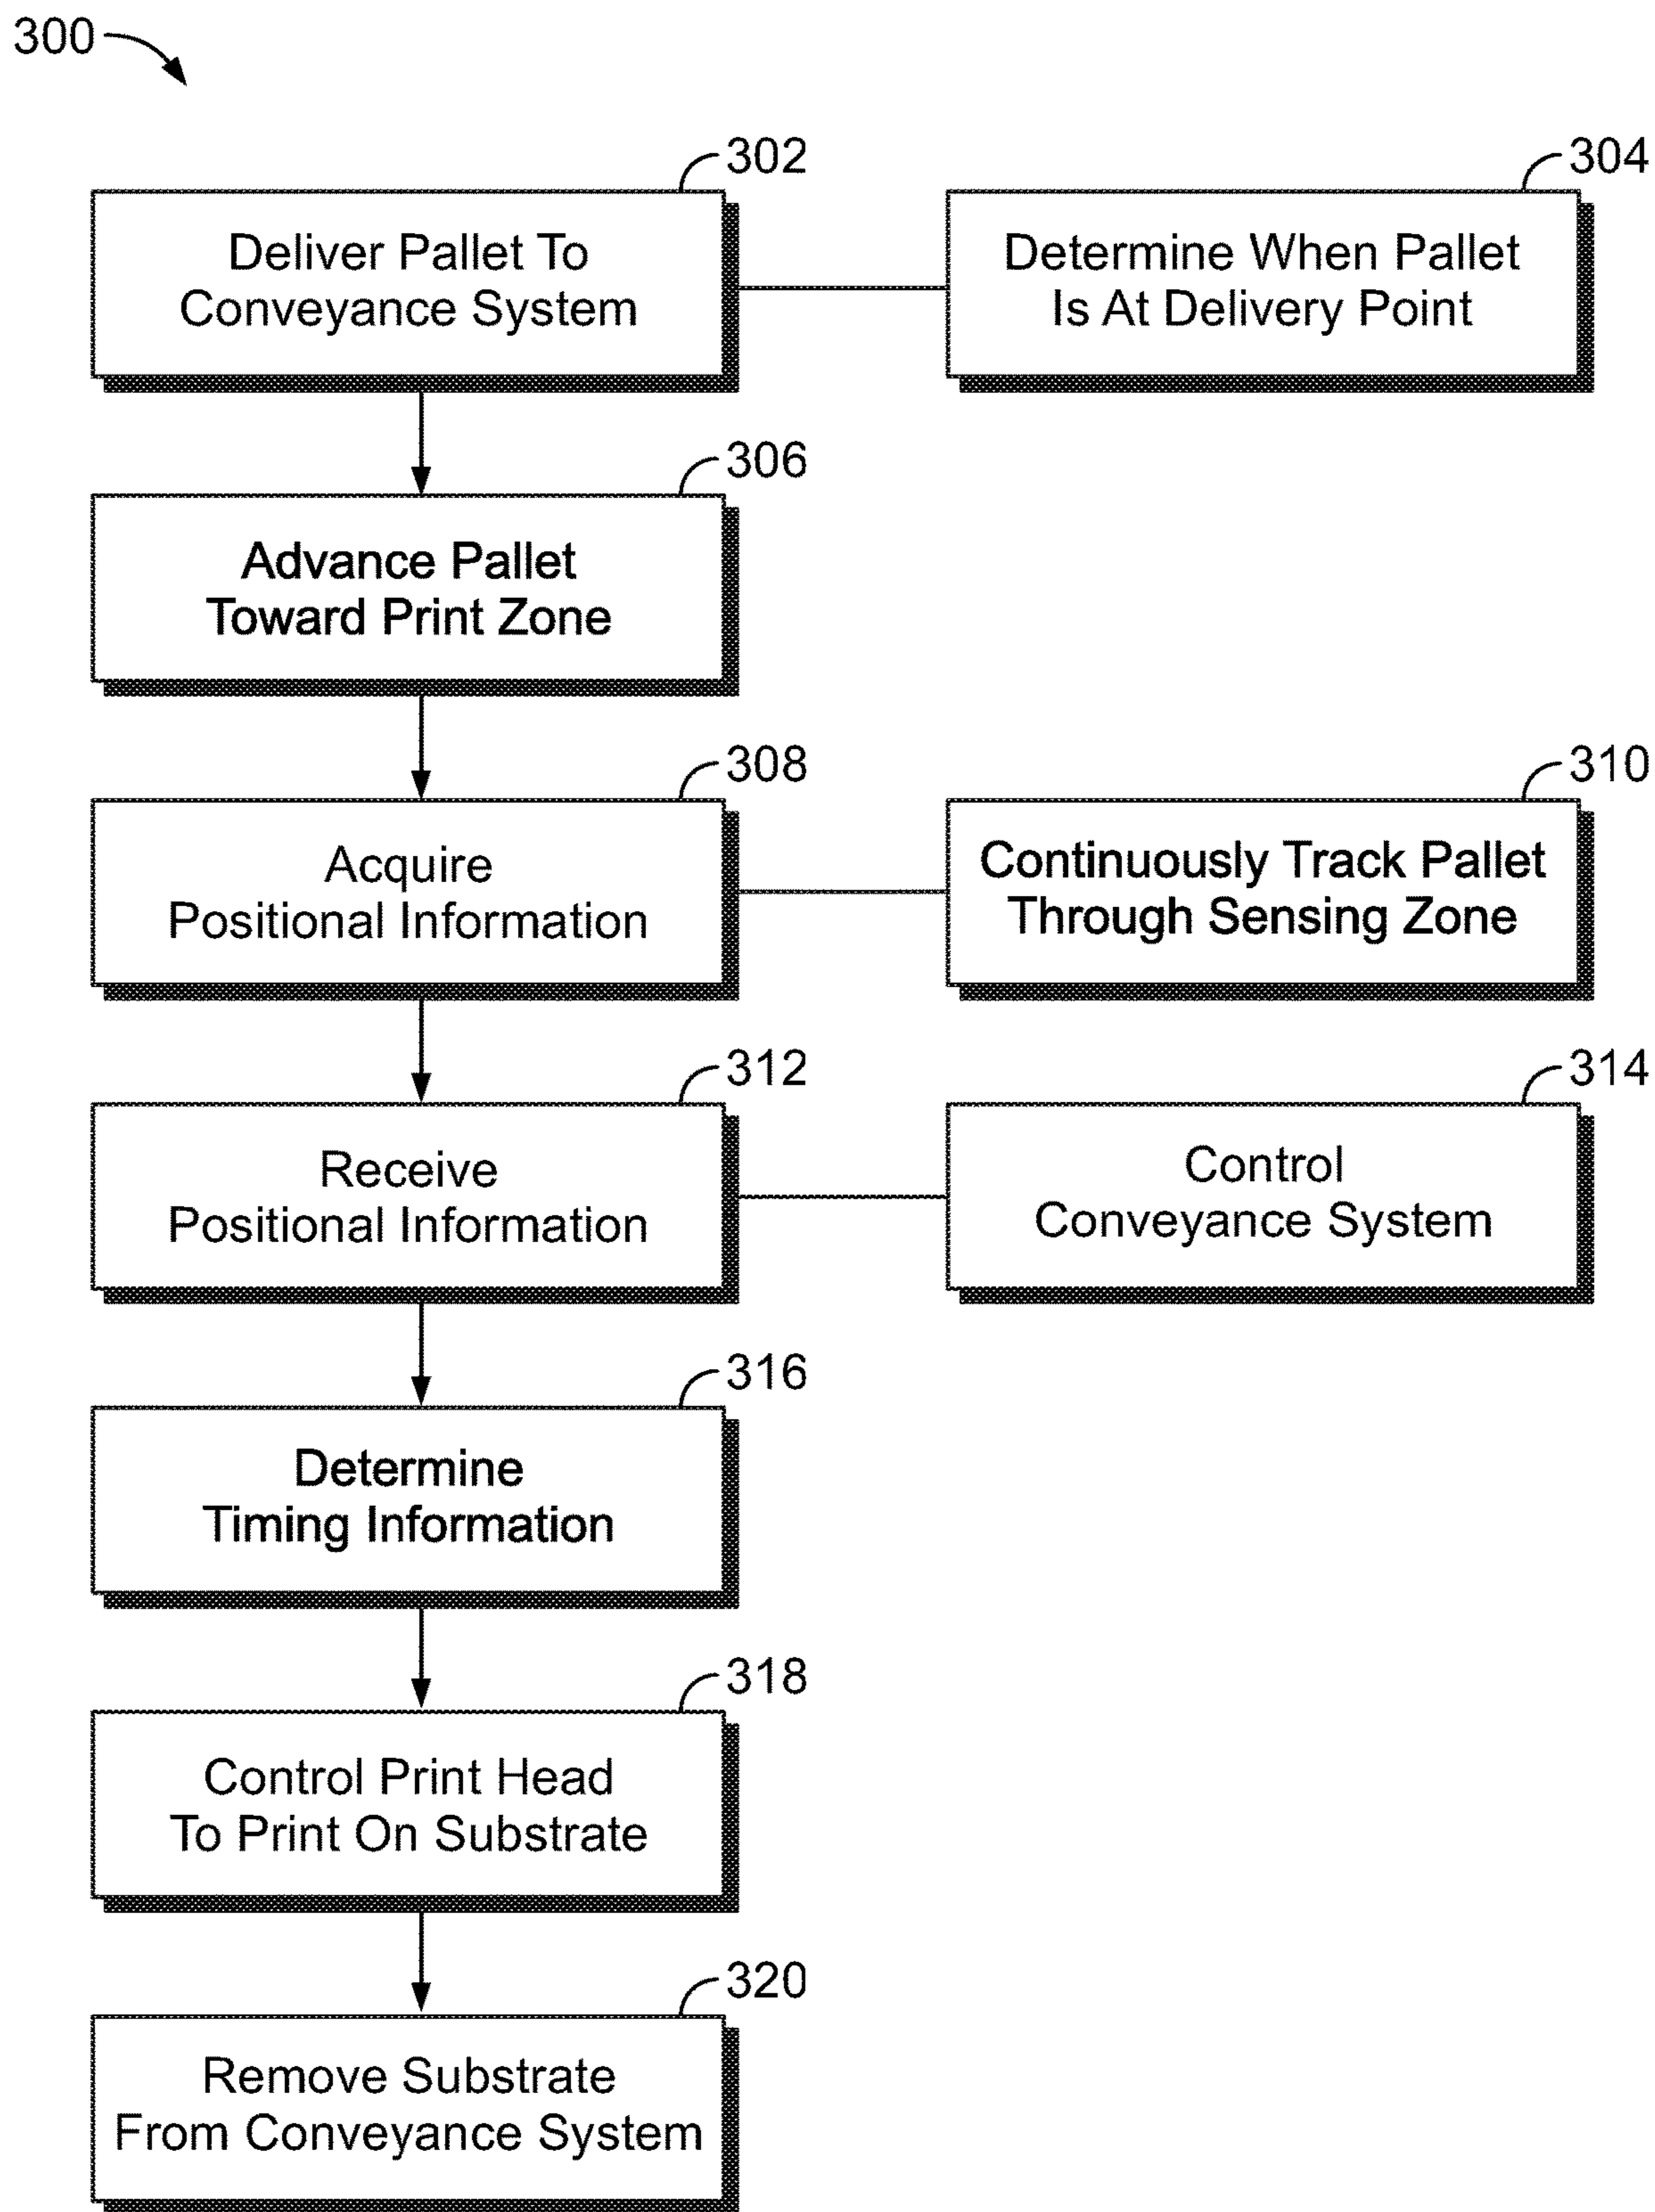 300
302
Deliver Pallet To
Conveyance System
304
Determine When Pallet
Is At Delivery Point
306
Advance Pallet
Toward Print Zone
308
Acquire
Positional Information
310
Continuously Track Pallet
Through Sensing Zone
312
Receive
Positional Information
314
Control
Conveyance System
316
Determine
Timing Information
318
Control Print Head
To Print On Substrate
320
Remove Substrate
From Conveyance System